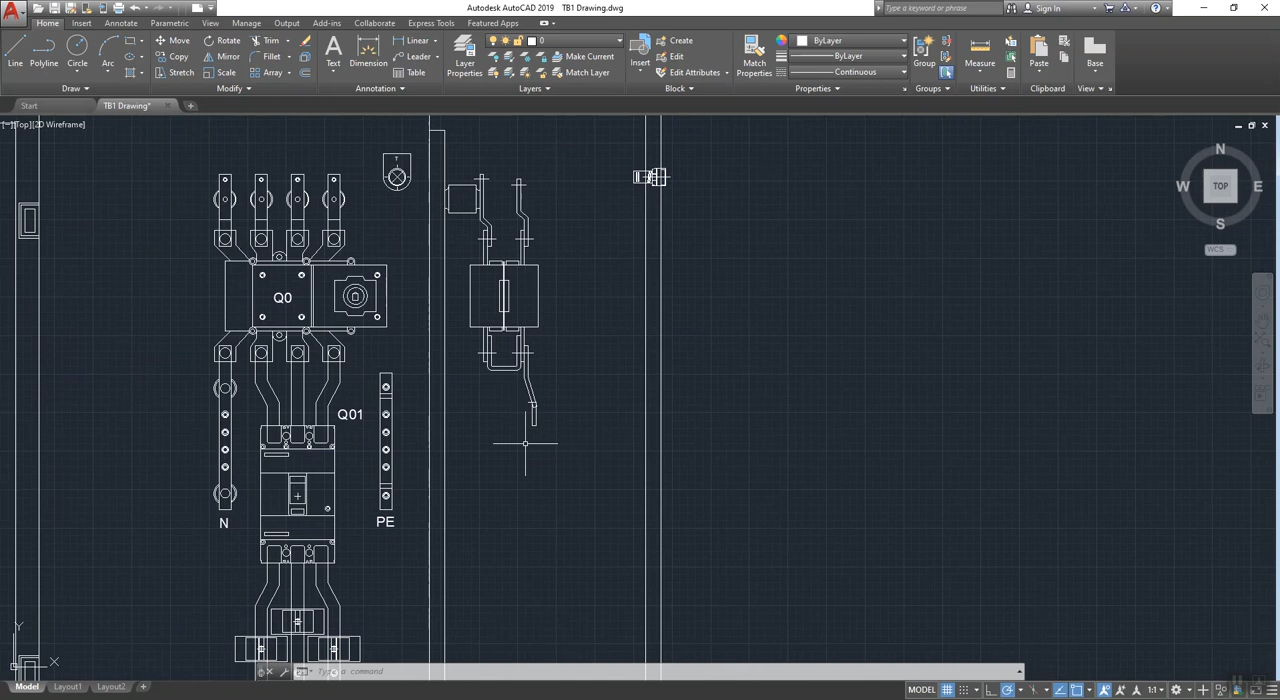 Autodesk AutoCAD 2019 TB1 Drawing.dwg
Type a keyword or phrase
Sign In
Home Insert Annotate Parametric View Manage Output Add-ins Collaborate Express Tools Featured Apps
Line
Polyline
Circle
Arc
Move
Rotate
Trim
Copy
Mirror
Fillet
Stretch
Scale
Array
Draw
Modify
Text
Dimension
Linear
Leader
Table
Annotation
Layer
Properties
0
Make Current
Match Layer
Layers
Insert
Create
Edit
Edit Attributes
Block
Match
Properties
ByLayer
ByLayer
Continuous
Properties
Group
Groups
Measure
Utilities
Paste
Clipboard
Base
View
Start
TB1 Drawing*
[−][Top][2D Wireframe]
N
W TOP E
S
WCS
T
Q0
Q01
N
PE
Y
X
Type a command
Model Layout1 Layout2
MODEL
1:1